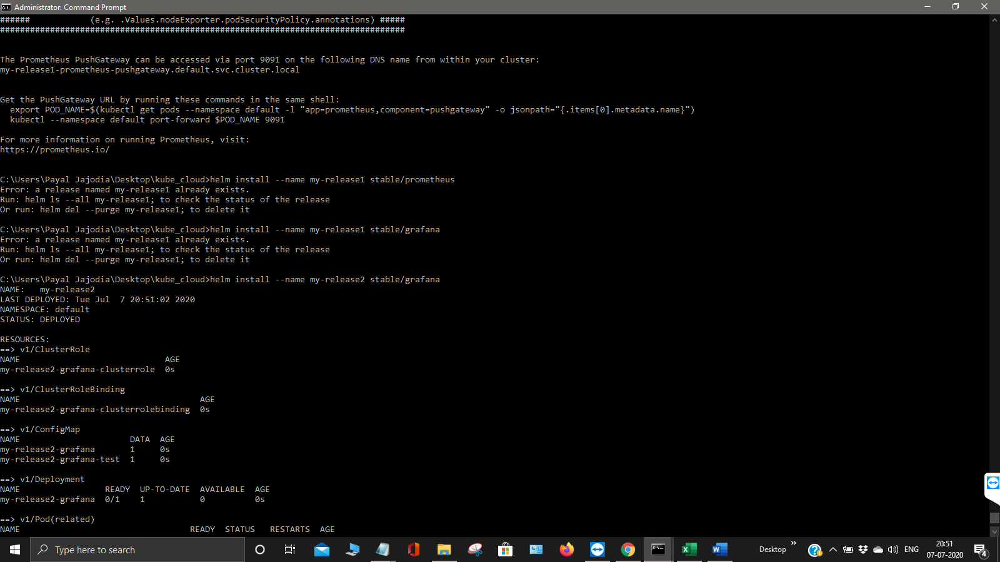 Administrator: Command Prompt
######            (e.g. .Values.nodeExporter.podSecurityPolicy.annotations) #####
#################################################################################
The Prometheus PushGateway can be accessed via port 9091 on the following DNS name from within your cluster:
my-release1-prometheus-pushgateway.default.svc.cluster.local
Get the PushGateway URL by running these commands in the same shell:
  export POD_NAME=$(kubectl get pods --namespace default -l "app=prometheus,component=pushgateway" -o jsonpath="{.items[0].metadata.name}")
  kubectl --namespace default port-forward $POD_NAME 9091
For more information on running Prometheus, visit:
https://prometheus.io/
C:\Users\Payal Jajodia\Desktop\kube_cloud>helm install --name my-release1 stable/prometheus
Error: a release named my-release1 already exists.
Run: helm ls --all my-release1; to check the status of the release
Or run: helm del --purge my-release1; to delete it
C:\Users\Payal Jajodia\Desktop\kube_cloud>helm install --name my-release1 stable/grafana
Error: a release named my-release1 already exists.
Run: helm ls --all my-release1; to check the status of the release
Or run: helm del --purge my-release1; to delete it
C:\Users\Payal Jajodia\Desktop\kube_cloud>helm install --name my-release2 stable/grafana
NAME:   my-release2
LAST DEPLOYED: Tue Jul  7 20:51:02 2020
NAMESPACE: default
STATUS: DEPLOYED
RESOURCES:
==> v1/ClusterRole
NAME                             AGE
my-release2-grafana-clusterrole  0s
==> v1/ClusterRoleBinding
NAME                                    AGE
my-release2-grafana-clusterrolebinding  0s
==> v1/ConfigMap
NAME                      DATA  AGE
my-release2-grafana       1     0s
my-release2-grafana-test  1     0s
==> v1/Deployment
NAME                 READY  UP-TO-DATE  AVAILABLE  AGE
my-release2-grafana  0/1    1           0          0s
==> v1/Pod(related)
NAME                                  READY  STATUS   RESTARTS  AGE
Type here to search
Desktop
ENG
20:51
07-07-2020
4